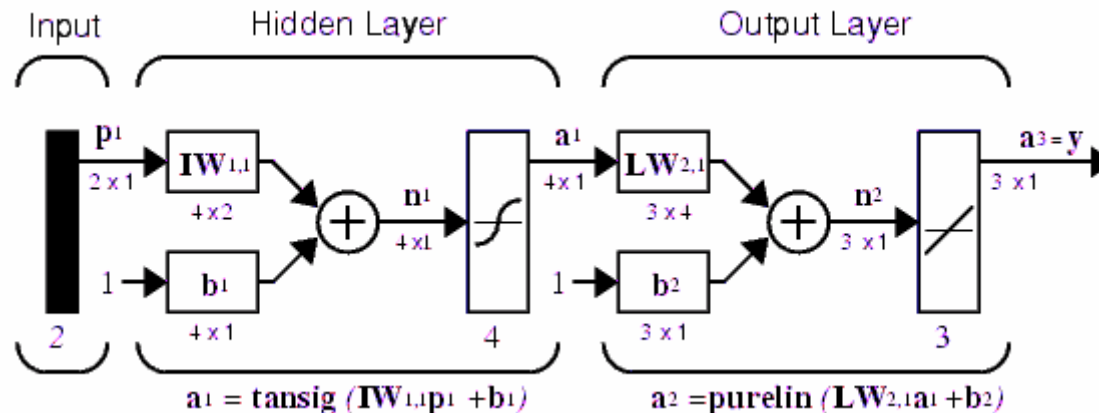 Input Hidden Layer Output Layer
p1 a1 a3 = y
IW1,1 LW2,1
2 x 1 4 x 1 3 x 1
4 x 2 n1 3 x 4 n2
4 x1 3 x 1
1 b1 1 b2
4 x 1 3 x 1
2 4 3
a1 = tansig (IW1,1p1 +b1) a2 =purelin (LW2,1a1 +b2)